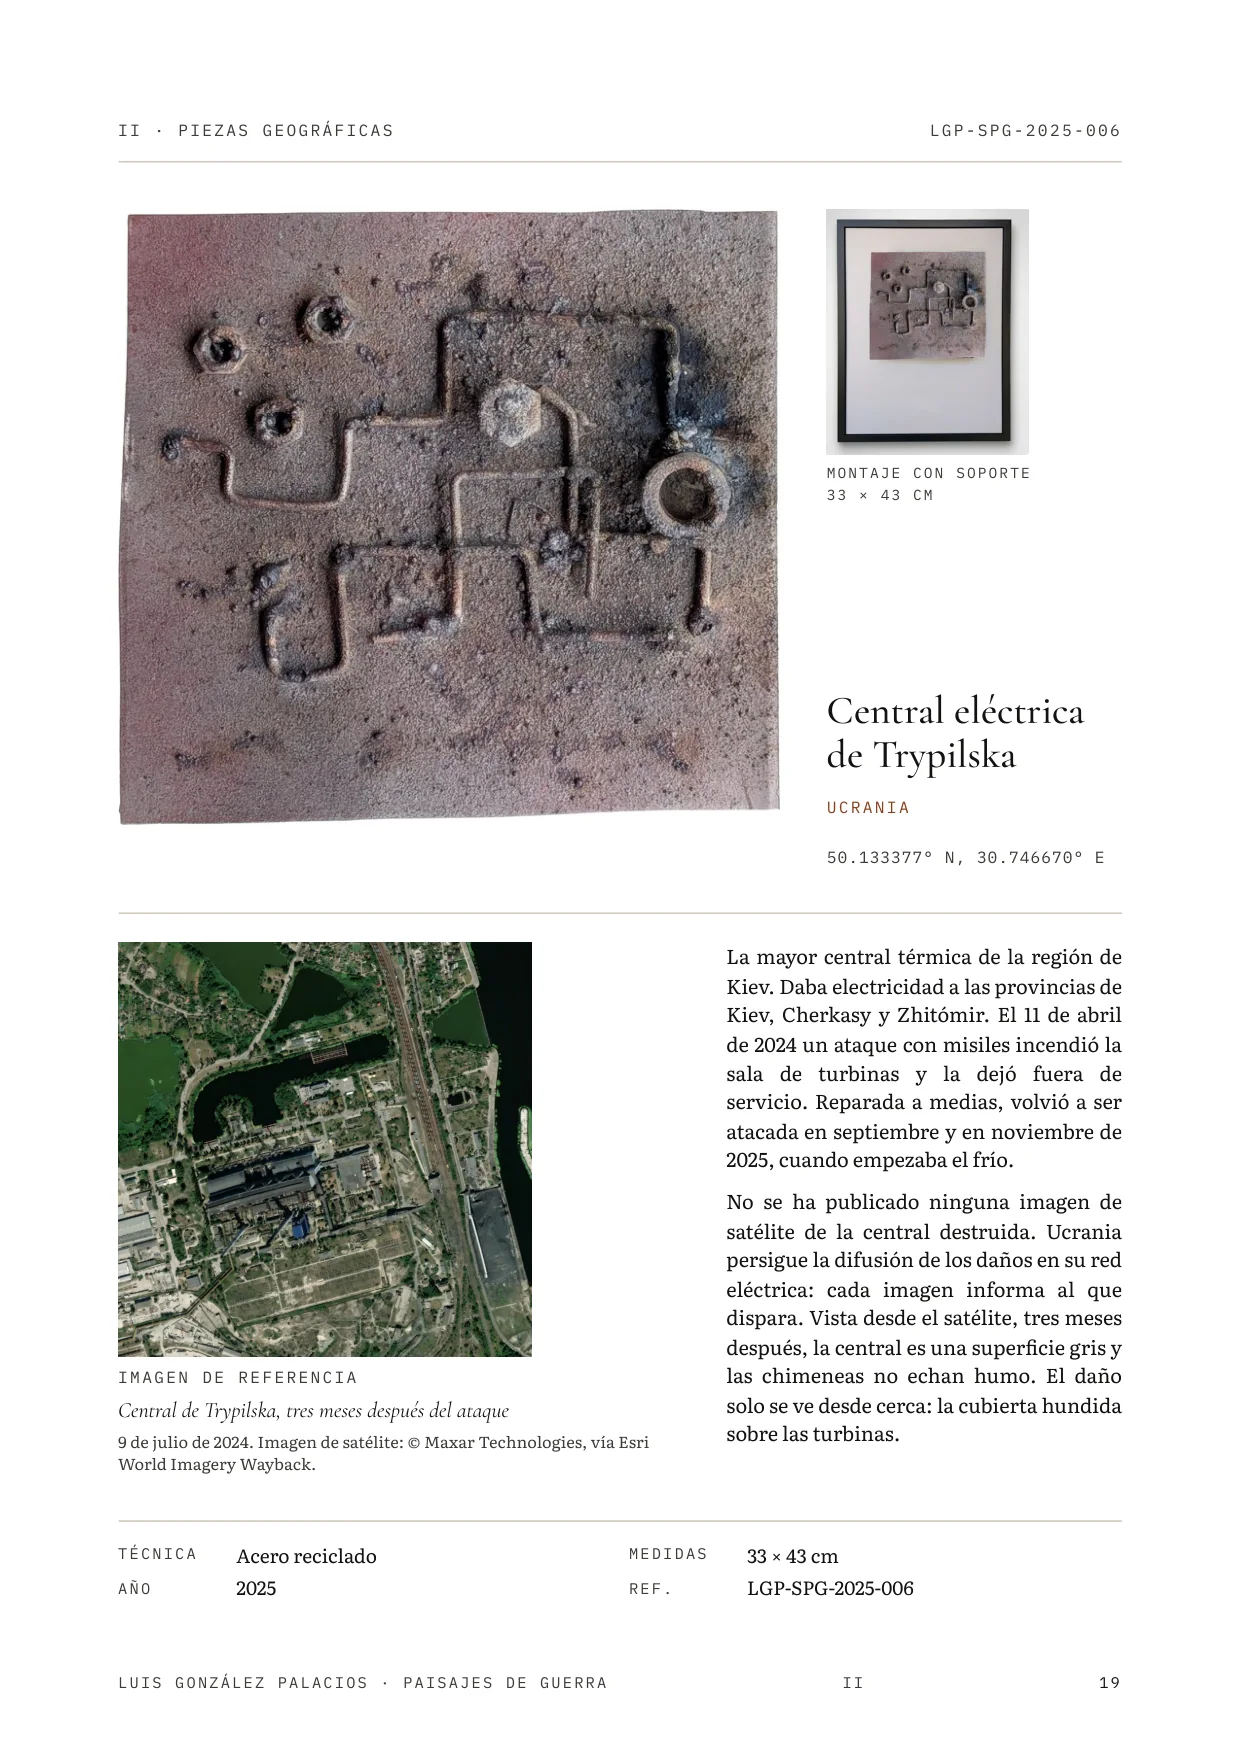 II · PIEZAS GEOGRÁFICAS
LGP-SPG-2025-006
MONTAJE CON SOPORTE
33 × 43 CM
Central eléctrica
de Trypilska
UCRANIA
50.133377° N, 30.746670° E
La mayor central térmica de la región de
Kiev. Daba electricidad a las provincias de
Kiev, Cherkasy y Zhitómir. El 11 de abril
de 2024 un ataque con misiles incendió la
sala de turbinas y la dejó fuera de
servicio. Reparada a medias, volvió a ser
atacada en septiembre y en noviembre de
2025, cuando empezaba el frío.
No se ha publicado ninguna imagen de
satélite de la central destruida. Ucrania
persigue la difusión de los daños en su red
eléctrica: cada imagen informa al que
dispara. Vista desde el satélite, tres meses
después, la central es una superficie gris y
las chimeneas no echan humo. El daño
solo se ve desde cerca: la cubierta hundida
sobre las turbinas.
IMAGEN DE REFERENCIA
Central de Trypilska, tres meses después del ataque
9 de julio de 2024. Imagen de satélite: © Maxar Technologies, vía Esri
World Imagery Wayback.
TÉCNICA Acero reciclado
MEDIDAS 33 × 43 cm
AÑO 2025
REF. LGP-SPG-2025-006
LUIS GONZÁLEZ PALACIOS · PAISAJES DE GUERRA
II
19